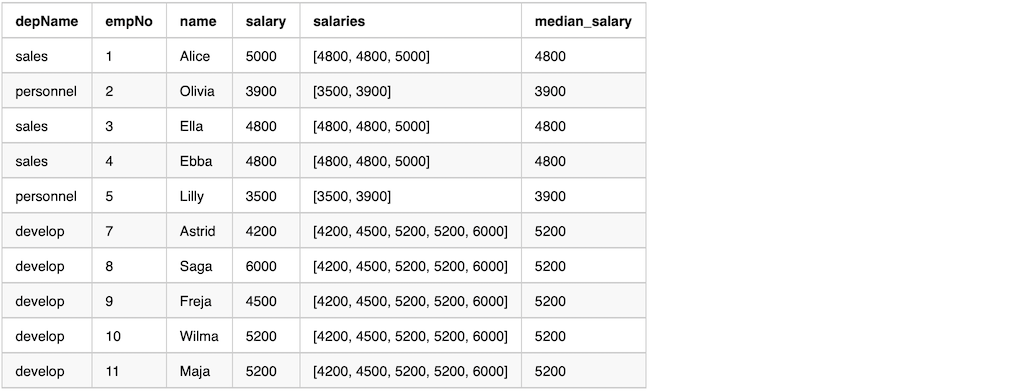 depName empNo name salary salaries median_salary
sales 1 Alice 5000 [4800, 4800, 5000] 4800
personnel 2 Olivia 3900 [3500, 3900] 3900
sales 3 Ella 4800 [4800, 4800, 5000] 4800
sales 4 Ebba 4800 [4800, 4800, 5000] 4800
personnel 5 Lilly 3500 [3500, 3900] 3900
develop 7 Astrid 4200 [4200, 4500, 5200, 5200, 6000] 5200
develop 8 Saga 6000 [4200, 4500, 5200, 5200, 6000] 5200
develop 9 Freja 4500 [4200, 4500, 5200, 5200, 6000] 5200
develop 10 Wilma 5200 [4200, 4500, 5200, 5200, 6000] 5200
develop 11 Maja 5200 [4200, 4500, 5200, 5200, 6000] 5200